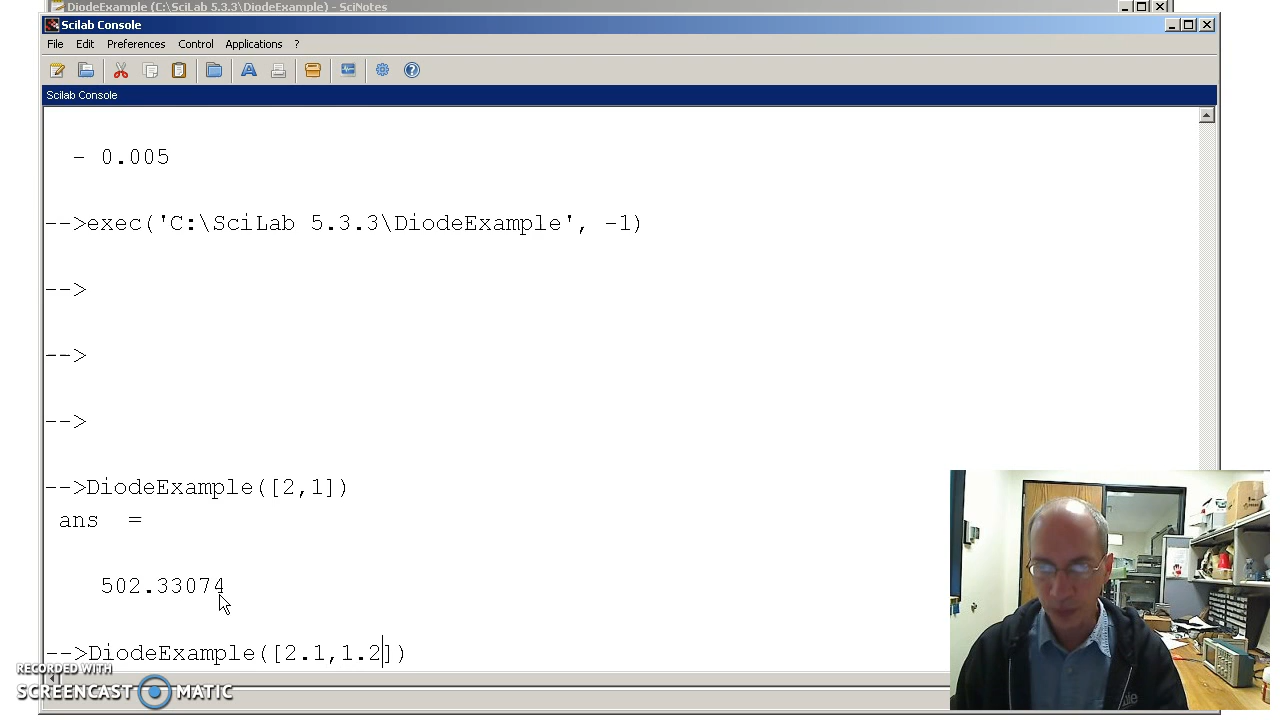 DiodeExample (C:\SciLab 5.3.3\DiodeExample) - SciNotes
Scilab Console
File Edit Preferences Control Applications ?
Scilab Console
- 0.005
-->exec('C:\SciLab 5.3.3\DiodeExample', -1)
-->
-->
-->
-->DiodeExample([2,1])
ans =
502.33074
-->DiodeExample([2.1,1.2])
RECORDED WITH
SCREENCAST MATIC